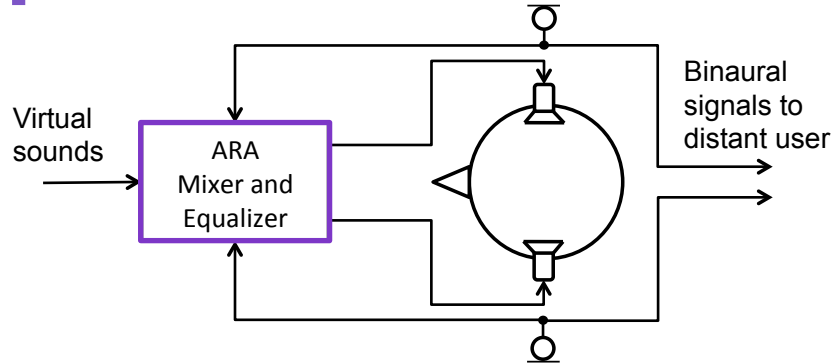 Virtual
sounds
ARA
Mixer and
Equalizer
Binaural
signals to
distant user